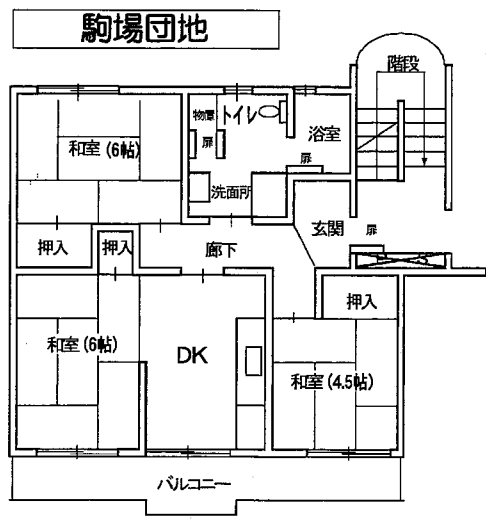 駒場団地
階段
物置
トイレ
浴室
扉
扉
和室(6帖)
洗面所
玄関
扉
押入
押入
廊下
押入
和室(6帖)
DK
和室(4.5帖)
バルコニー